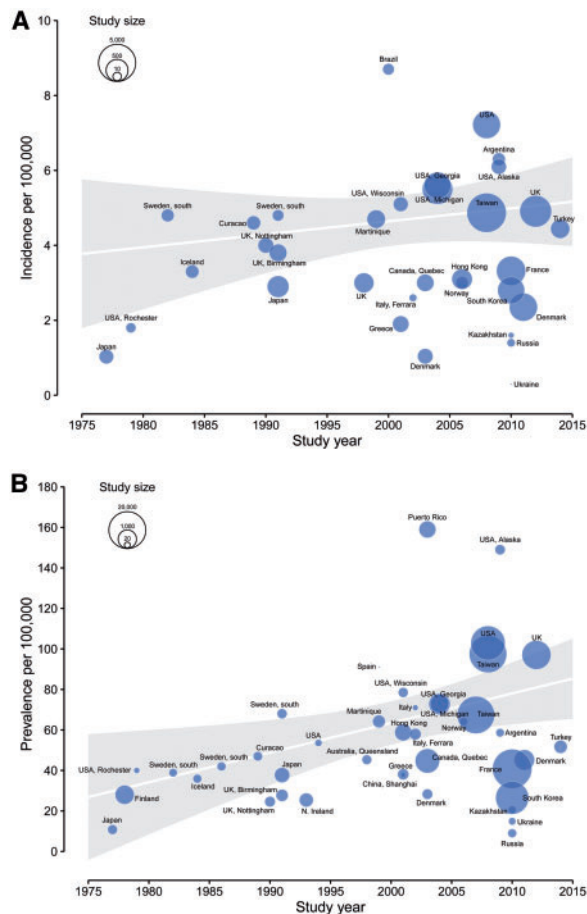 A
Study size
5,000
500
10
Incidence per 100,000
10
8
6
4
2
0
Brazil
USA
Argentina
USA, Alaska
USA, Georgia
USA, Wisconsin
USA, Michigan
Taiwan
UK
Turkey
Sweden, south
Sweden, south
Curacao
Martinique
UK, Nottingham
UK, Birmingham
Iceland
Japan
UK
Canada, Quebec
Hong Kong
Norway
France
Italy, Ferrara
South Korea
Denmark
Greece
USA, Rochester
Japan
Denmark
Kazakhstan
Russia
Ukraine
1975 1980 1985 1990 1995 2000 2005 2010 2015
Study year
B
Study size
20,000
1,000
20
Prevalence per 100,000
180
160
140
120
100
80
60
40
20
0
Puerto Rico
USA, Alaska
USA
UK
Taiwan
Spain
USA, Wisconsin
USA, Georgia
Italy
Sweden, south
Martinique
USA, Michigan
Taiwan
Hong Kong
Norway
Argentina
USA
Italy, Ferrara
Turkey
Curacao
Australia, Queensland
Sweden, south
Sweden, south
USA, Rochester
Iceland
Japan
Greece
Canada, Quebec
Denmark
France
China, Shanghai
Finland
UK, Birmingham
UK, Nottingham
N. Ireland
Denmark
South Korea
Kazakhstan
Japan
Ukraine
Russia
1975 1980 1985 1990 1995 2000 2005 2010 2015
Study year